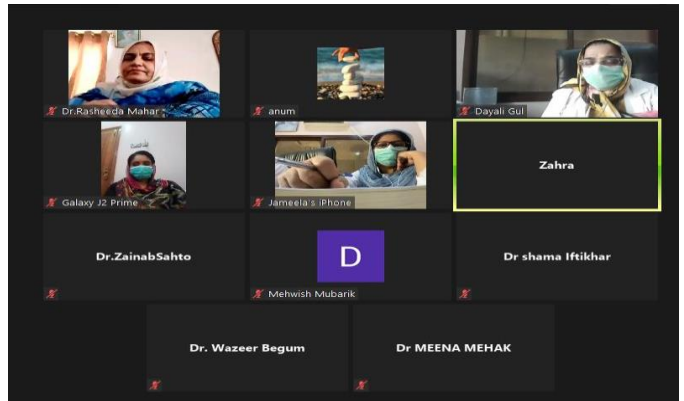 Dr.Rasheeda Mahar
anum
Dayali Gul
Galaxy J2 Prime
Jameela's iPhone
Zahra
Dr.ZainabSahto
D
Mehwish Mubarik
Dr shama Iftikhar
Dr. Wazeer Begum
Dr MEENA MEHAK